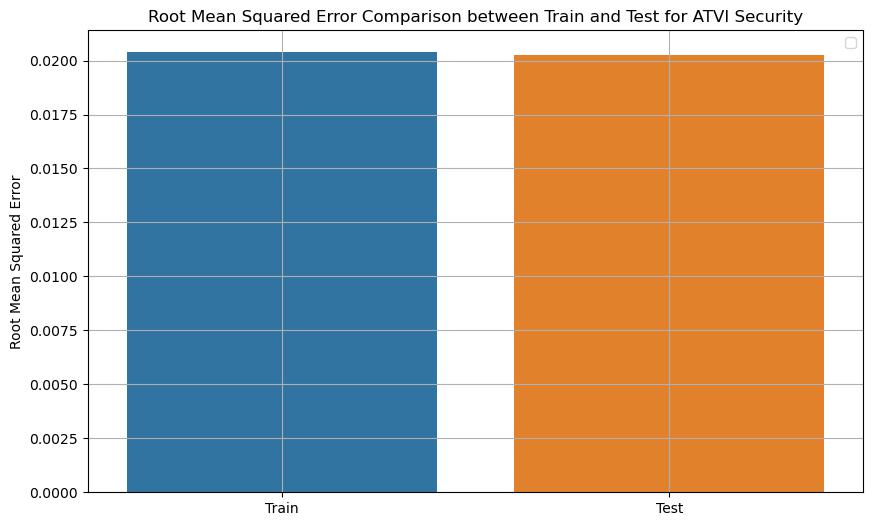 Root Mean Squared Error Comparison between Train and Test for ATVI Security
Root Mean Squared Error
0.0200
0.0175
0.0150
0.0125
0.0100
0.0075
0.0050
0.0025
0.0000
Train
Test